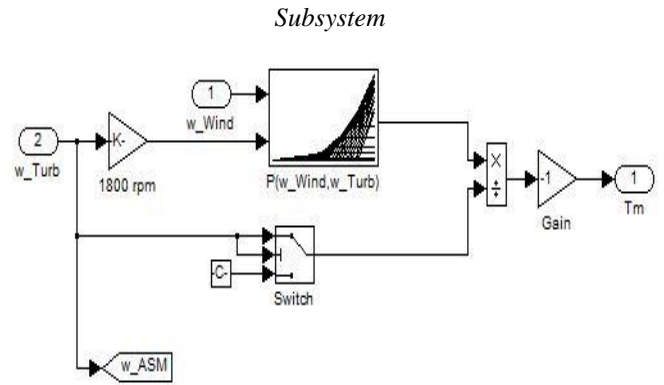 Subsystem
1
w_Wind
2
w_Turb
-K-
1800 rpm
P(w_Wind,w_Turb)
×
÷
-1
Gain
1
Tm
-C-
Switch
w_ASM